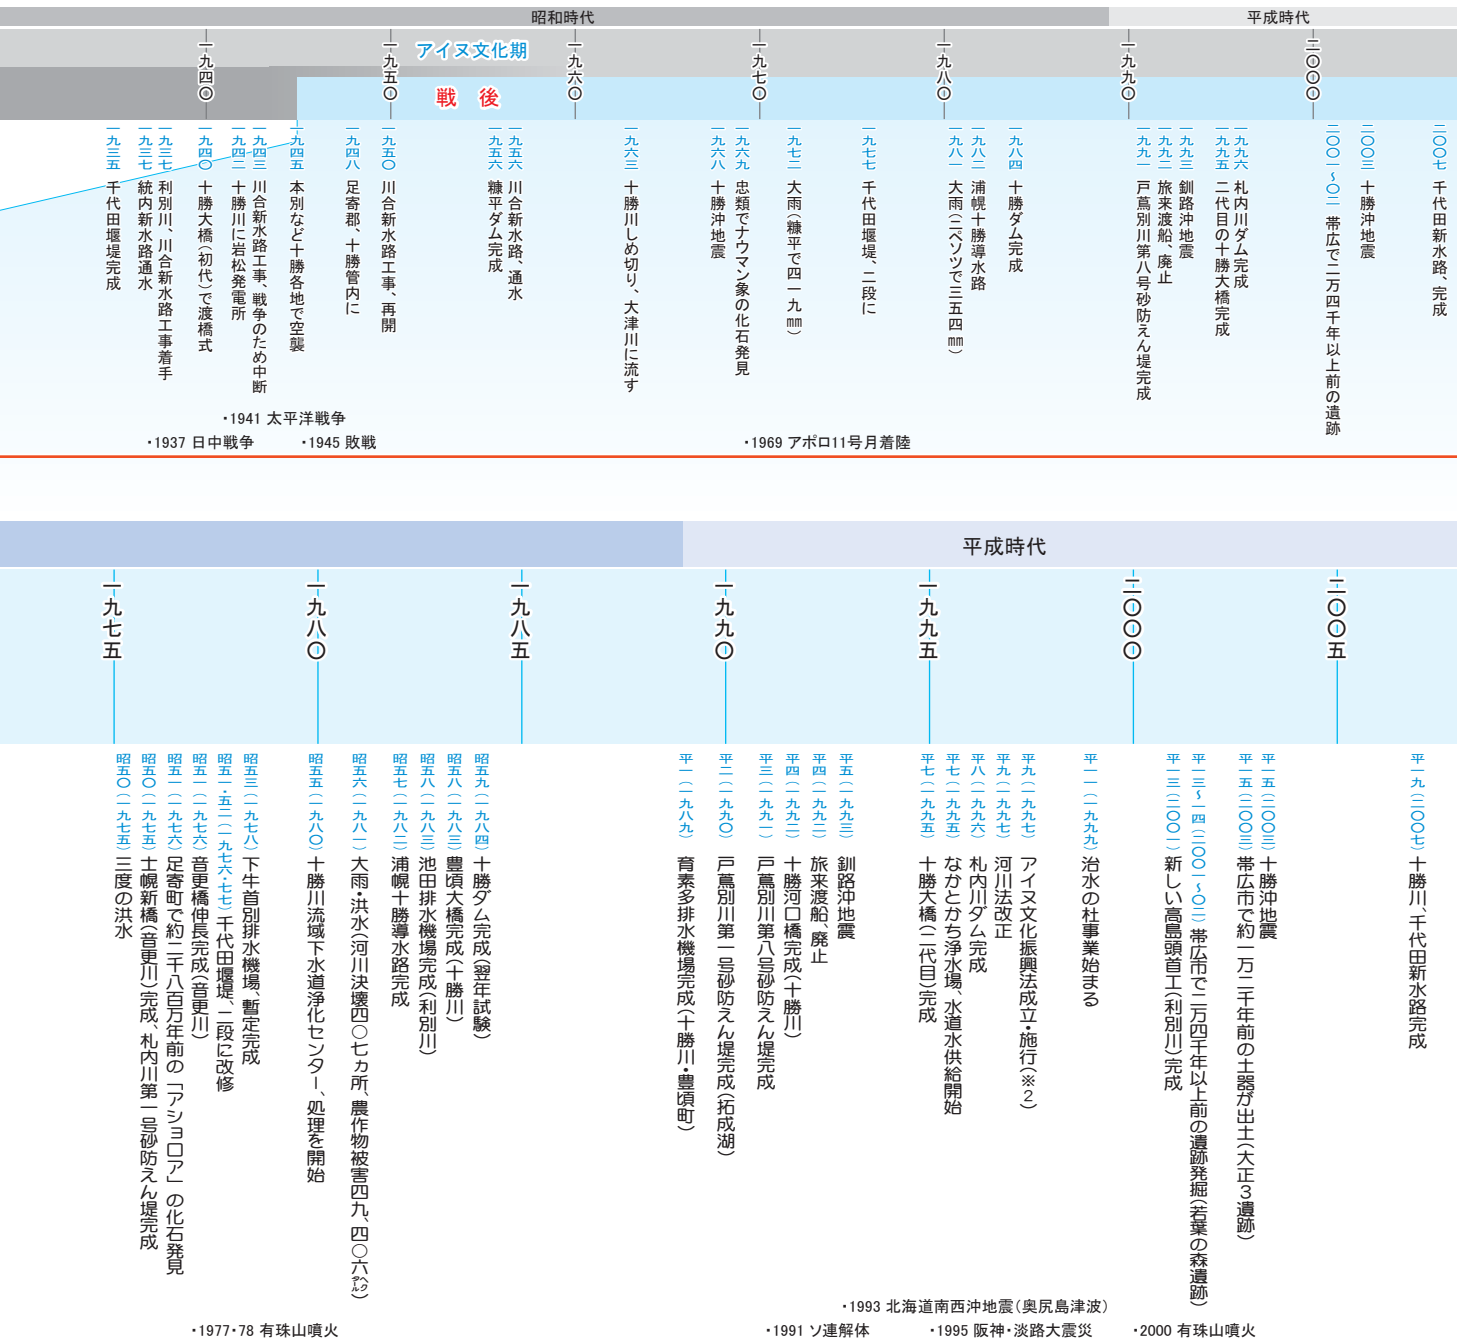 昭和時代
平成時代
一九四〇
一九五〇
アイヌ文化期
一九六〇
一九七〇
一九八〇
一九九〇
二〇〇〇
戦 後
一九三五 千代田堰堤完成
一九三七 統内新水路通水
一九三七 利別川、川合新水路工事着手
一九四〇 十勝大橋(初代)で渡橋式
一九四二 十勝川に岩松発電所
一九四三 川合新水路工事、戦争のため中断
一九四五 本別など十勝各地で空襲
一九四八 足寄郡、十勝管内に
一九五〇 川合新水路工事、再開
一九五六 糠平ダム完成
一九五六 川合新水路、通水
一九六三 十勝川しめ切り、大津川に流す
一九六八 十勝沖地震
一九六九 忠類でナウマン象の化石発見
一九七二 大雨(糠平で四一九㎜)
一九七七 千代田堰堤、二段に
一九八一 大雨(ニペソツで三五四㎜)
一九八二 浦幌十勝導水路
一九八四 十勝ダム完成
一九九一 戸蔦別川第八号砂防えん堤完成
一九九二 旅来渡船、廃止
一九九三 釧路沖地震
一九九五 二代目の十勝大橋完成
一九九六 札内川ダム完成
二〇〇一~〇二 帯広で二万四千年以上前の遺跡
二〇〇三 十勝沖地震
二〇〇七 千代田新水路、完成
・1941 太平洋戦争
・1937 日中戦争
・1945 敗戦
・1969 アポロ11号月着陸
平成時代
一九七五
一九八〇
一九八五
一九九〇
一九九五
二〇〇〇
二〇〇五
昭五〇(一九七五) 三度の洪水
昭五〇(一九七五) 士幌新橋(音更川)完成、札内川第一号砂防えん堤完成
昭五一(一九七六) 足寄町で約二千八百万年前の「アショロア」の化石発見
昭五一(一九七六) 音更橋伸長完成(音更川)
昭五一・五二(一九七六・七七) 千代田堰堤、二段に改修
昭五三(一九七八) 下牛首別排水機場、暫定完成
昭五五(一九八〇) 十勝川流域下水道浄化センター、処理を開始
昭五六(一九八一) 大雨・洪水(河川決壊四〇七ヵ所、農作物被害四九、四〇六㌶)
昭五七(一九八二) 浦幌十勝導水路完成
昭五八(一九八三) 池田排水機場完成(利別川)
昭五八(一九八三) 豊頃大橋完成(十勝川)
昭五九(一九八四) 十勝ダム完成(翌年試験)
平一(一九八九) 育素多排水機場完成(十勝川・豊頃町)
平二(一九九〇) 戸蔦別川第一号砂防えん堤完成(拓成湖)
平三(一九九一) 戸蔦別川第八号砂防えん堤完成
平四(一九九二) 十勝河口橋完成(十勝川)
平四(一九九二) 旅来渡船、廃止
平五(一九九三) 釧路沖地震
平七(一九九五) 十勝大橋(二代目)完成
平七(一九九五) なかとかち浄水場、水道水供給開始
平八(一九九六) 札内川ダム完成
平九(一九九七) 河川法改正
平九(一九九七) アイヌ文化振興法成立・施行(※2)
平一一(一九九九) 治水の杜事業始まる
平一三(二〇〇一) 新しい高島頭首工(利別川)完成
平一三~一四(二〇〇一~〇二) 帯広市で二万四千年以上前の遺跡発掘(若葉の森遺跡)
平一五(二〇〇三) 帯広市で約一万二千年前の土器が出土(大正3遺跡)
平一五(二〇〇三) 十勝沖地震
平一九(二〇〇七) 十勝川、千代田新水路完成
・1993 北海道南西沖地震(奥尻島津波)
・1977・78 有珠山噴火
・1991 ソ連解体
・1995 阪神・淡路大震災
・2000 有珠山噴火